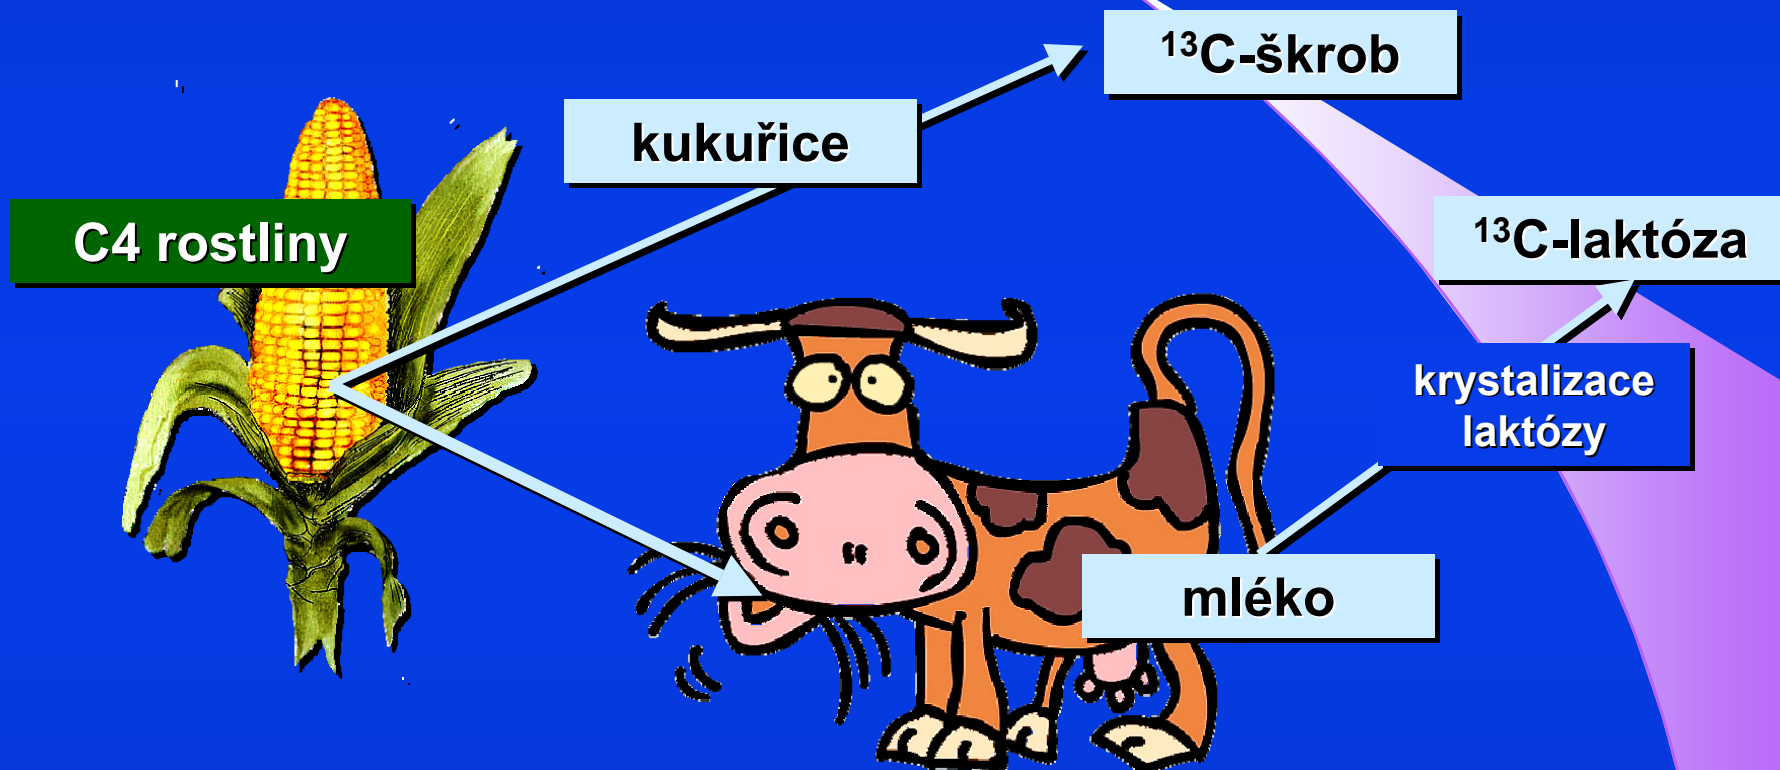 ¹³C-škrob
kukuřice
C4 rostliny
¹³C-laktóza
krystalizace
laktózy
mléko